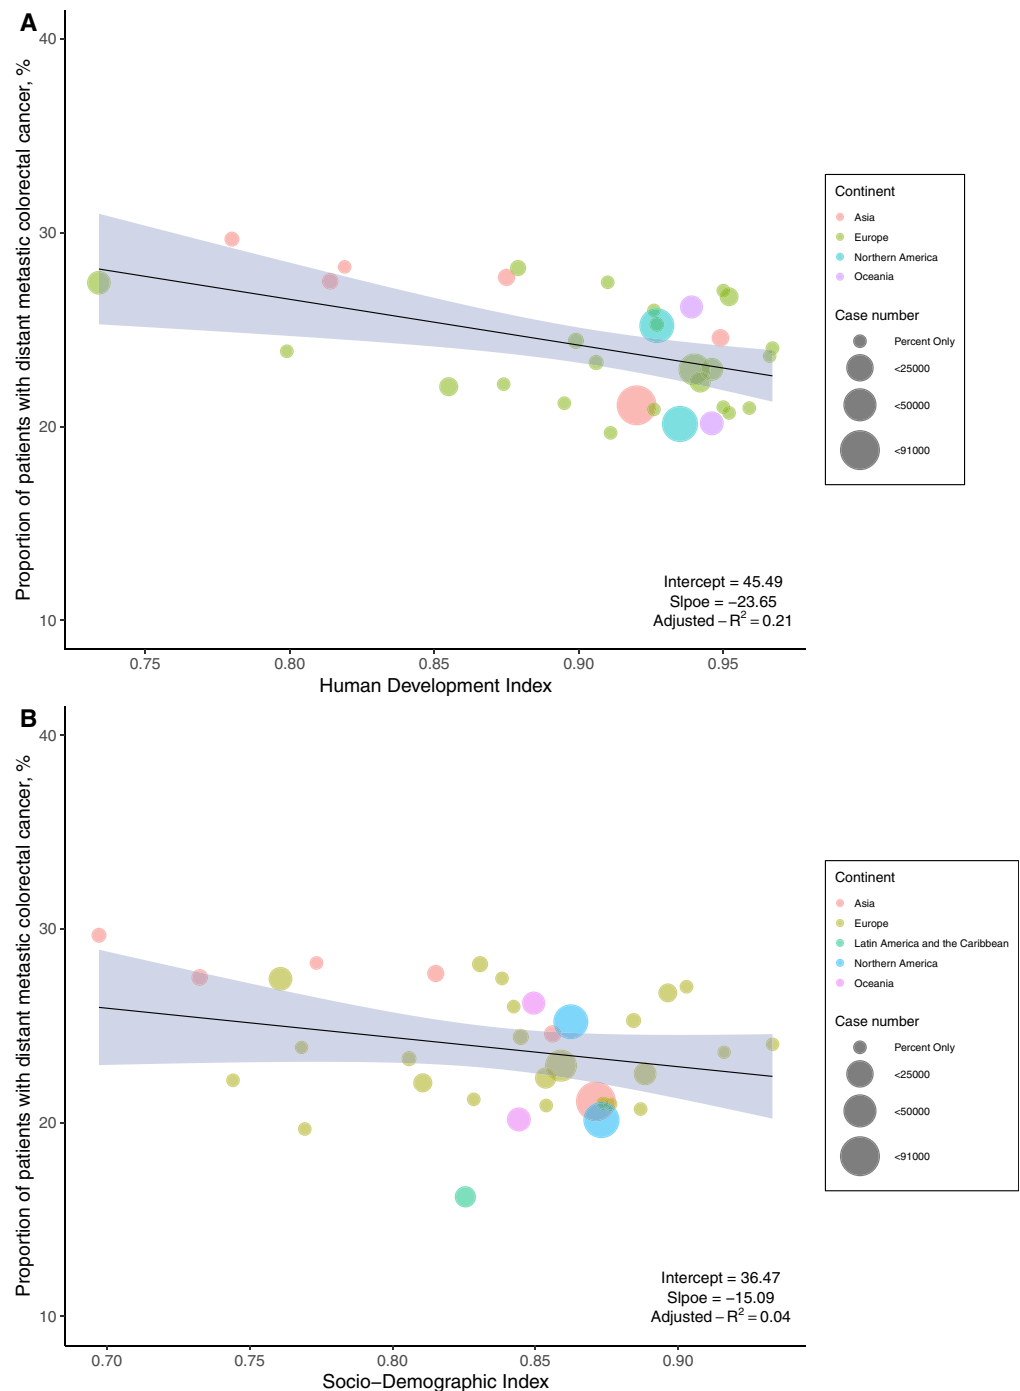 A
Proportion of patients with distant metastic colorectal cancer, %
40
30
20
10
0.75 0.80 0.85 0.90 0.95
Human Development Index
Intercept = 45.49
Slpoe = −23.65
Adjusted − R² = 0.21
Continent
Asia
Europe
Northern America
Oceania
Case number
Percent Only
<25000
<50000
<91000
B
Proportion of patients with distant metastic colorectal cancer, %
40
30
20
10
0.70 0.75 0.80 0.85 0.90
Socio−Demographic Index
Intercept = 36.47
Slpoe = −15.09
Adjusted − R² = 0.04
Continent
Asia
Europe
Latin America and the Caribbean
Northern America
Oceania
Case number
Percent Only
<25000
<50000
<91000